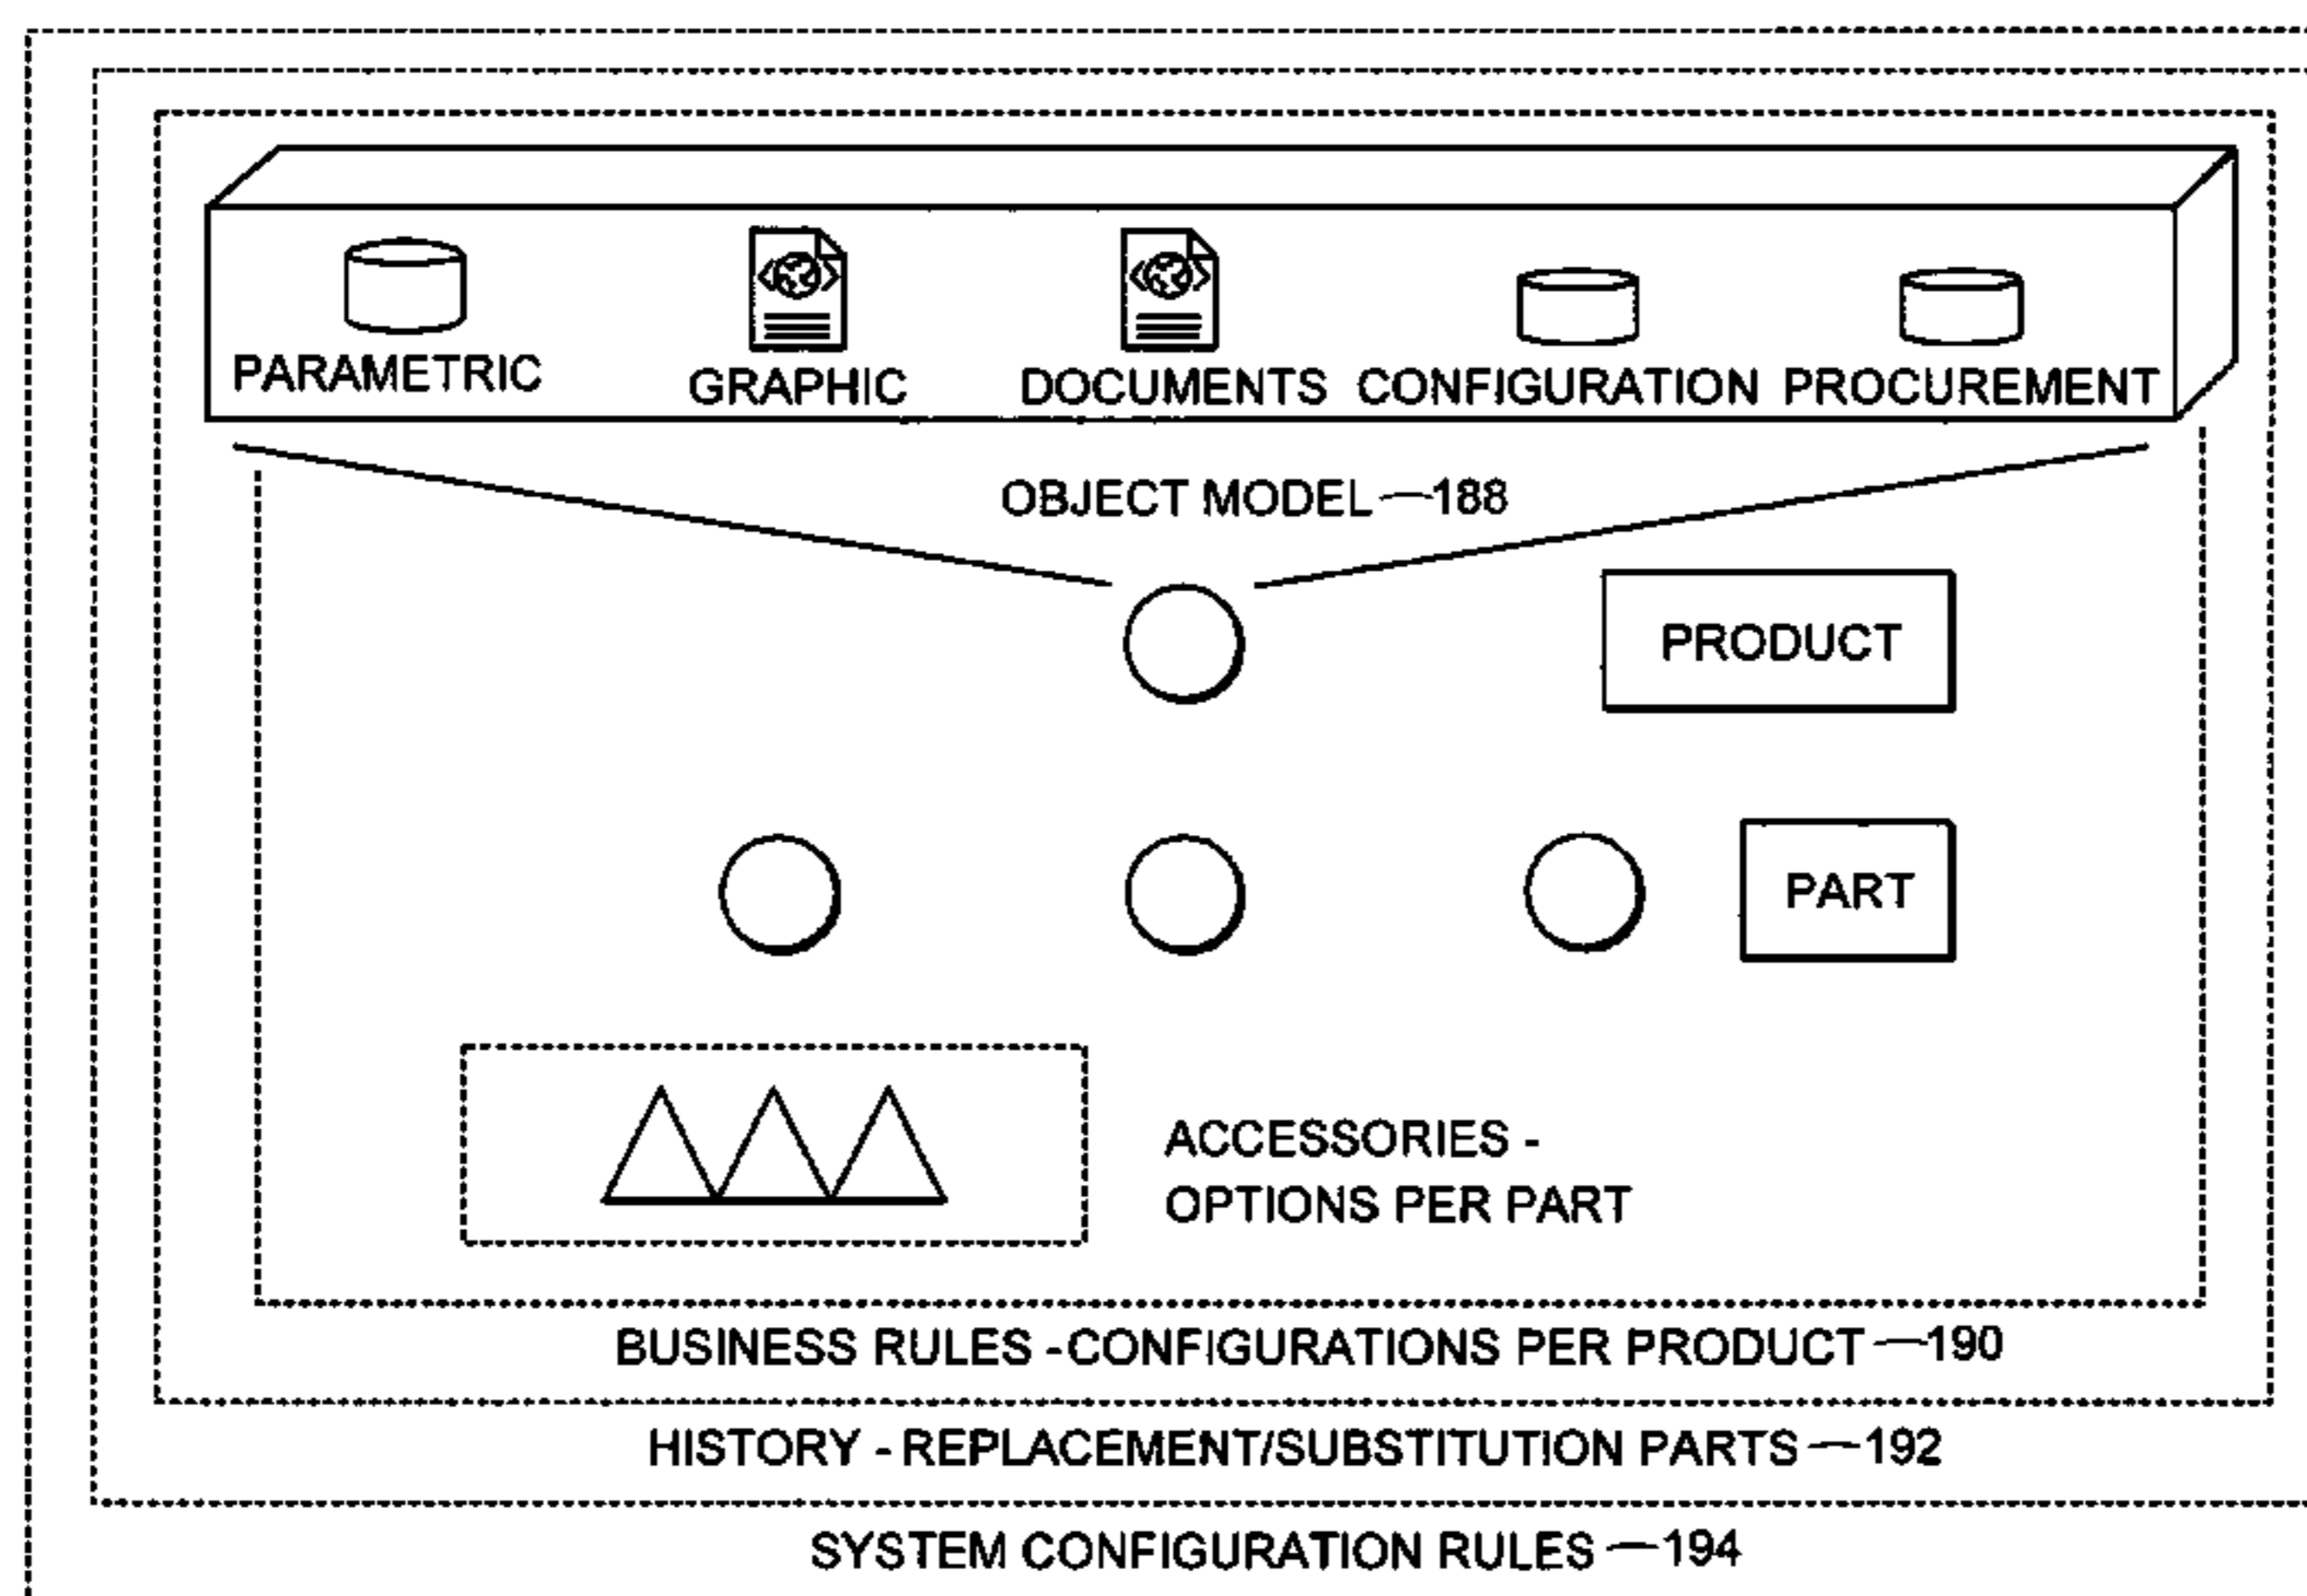 PARAMETRIC GRAPHIC DOCUMENTS CONFIGURATION PROCUREMENT
OBJECT MODEL —188
PRODUCT
PART
ACCESSORIES -
OPTIONS PER PART
BUSINESS RULES - CONFIGURATIONS PER PRODUCT —190
HISTORY - REPLACEMENT/SUBSTITUTION PARTS —192
SYSTEM CONFIGURATION RULES —194